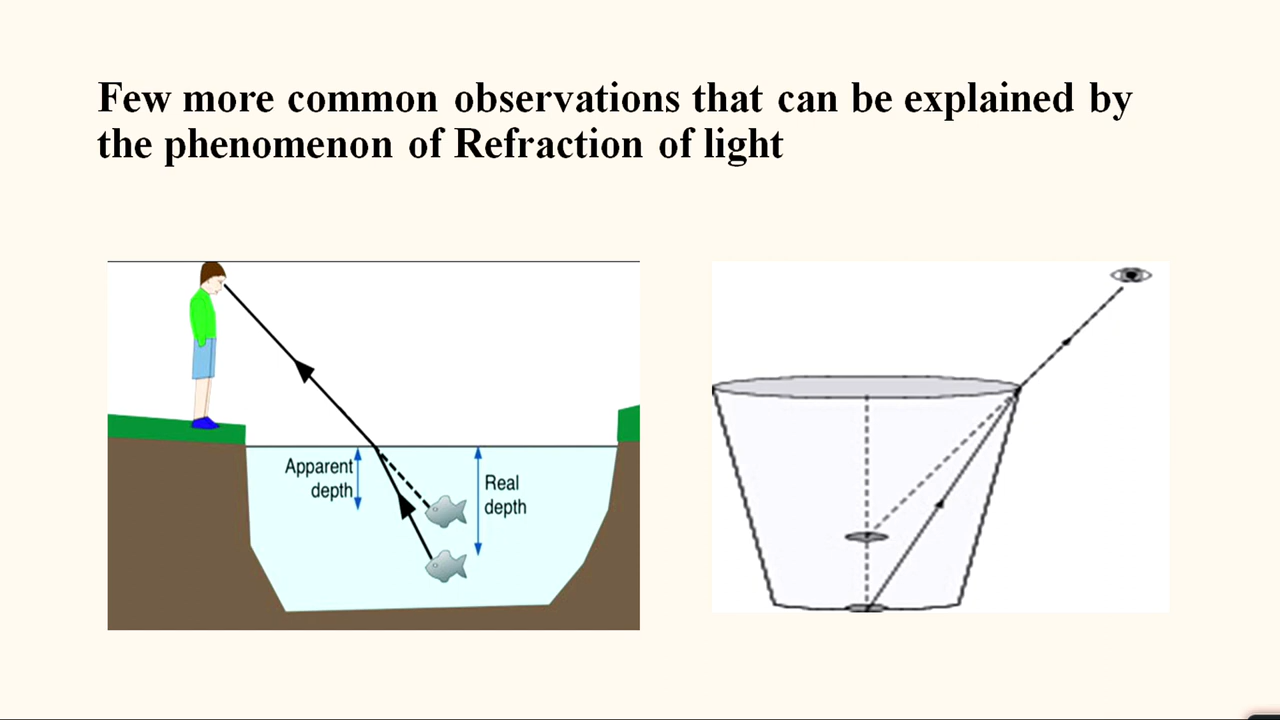 Few more common observations that can be explained by
the phenomenon of Refraction of light
Apparent
depth
Real
depth